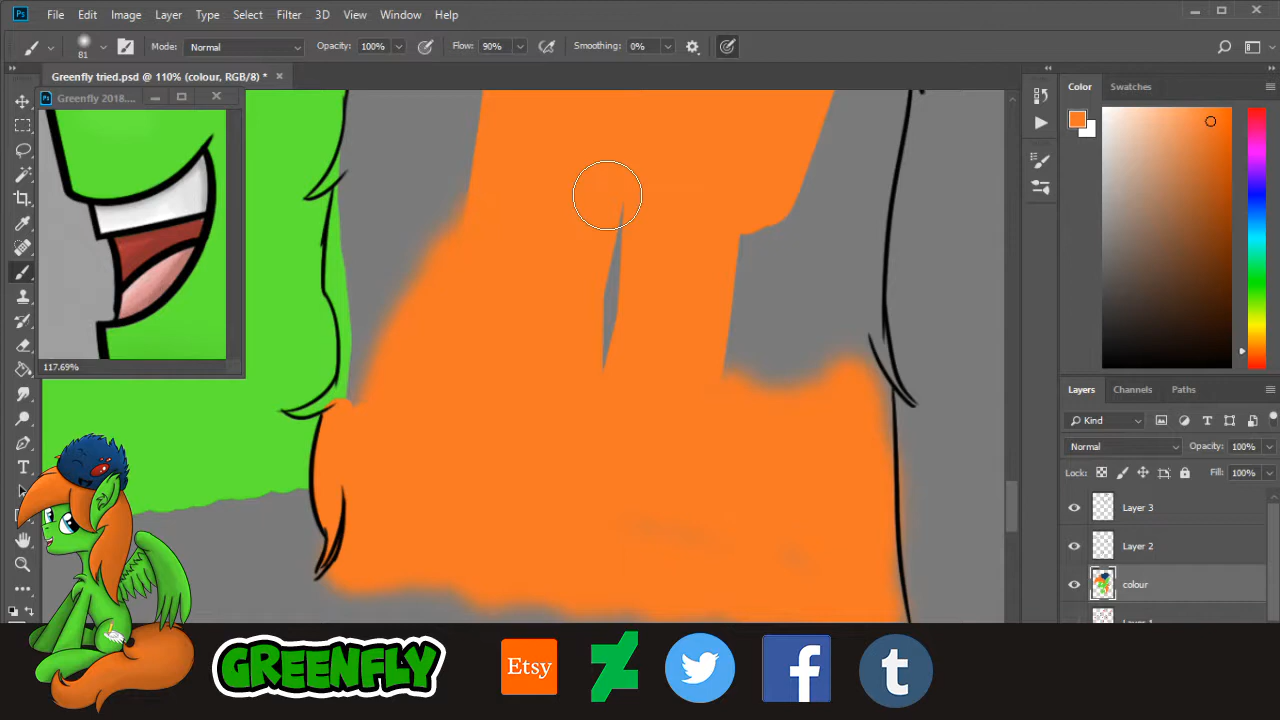 Ps File Edit Image Layer Type Select Filter 3D View Window Help
81 Mode: Normal Opacity: 100% Flow: 90% Smoothing: 0%
Greenfly tried.psd @ 110% (colour, RGB/8) *
Greenfly 2018....
117.69%
Color Swatches
Layers Channels Paths
Kind
Normal Opacity: 100%
Lock: Fill: 100%
Layer 3
Layer 2
colour
GREENFLY Etsy f t